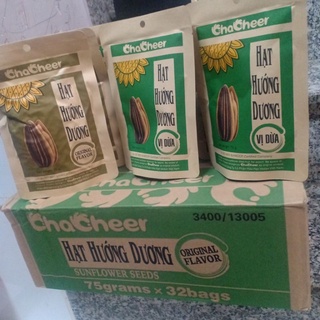 ChaCheer
HẠT
HƯỚNG
DƯƠNG
ORIGINAL
FLAVOR
ChaCheer
HẠT
HƯỚNG
DƯƠNG
VỊ DỪA
ChaCheer
HẠT
HƯỚNG
DƯƠNG
VỊ DỪA
ChaCheer
3400/13005
HẠT HƯỚNG DƯƠNG
ORIGINAL
FLAVOR
SUNFLOWER SEEDS
75grams x 32bags